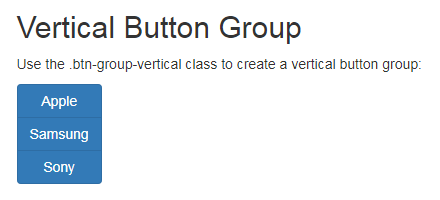 Vertical Button Group
Use the .btn-group-vertical class to create a vertical button group:
Apple
Samsung
Sony